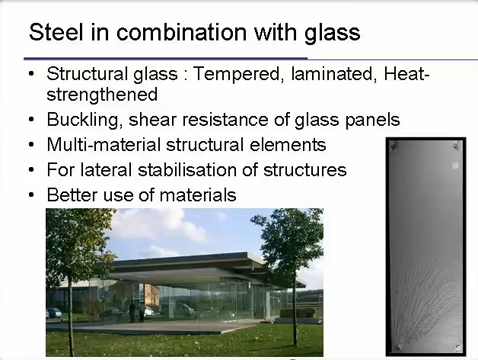 Steel in combination with glass
• Structural glass : Tempered, laminated, Heat-
strengthened
• Buckling, shear resistance of glass panels
• Multi-material structural elements
• For lateral stabilisation of structures
• Better use of materials